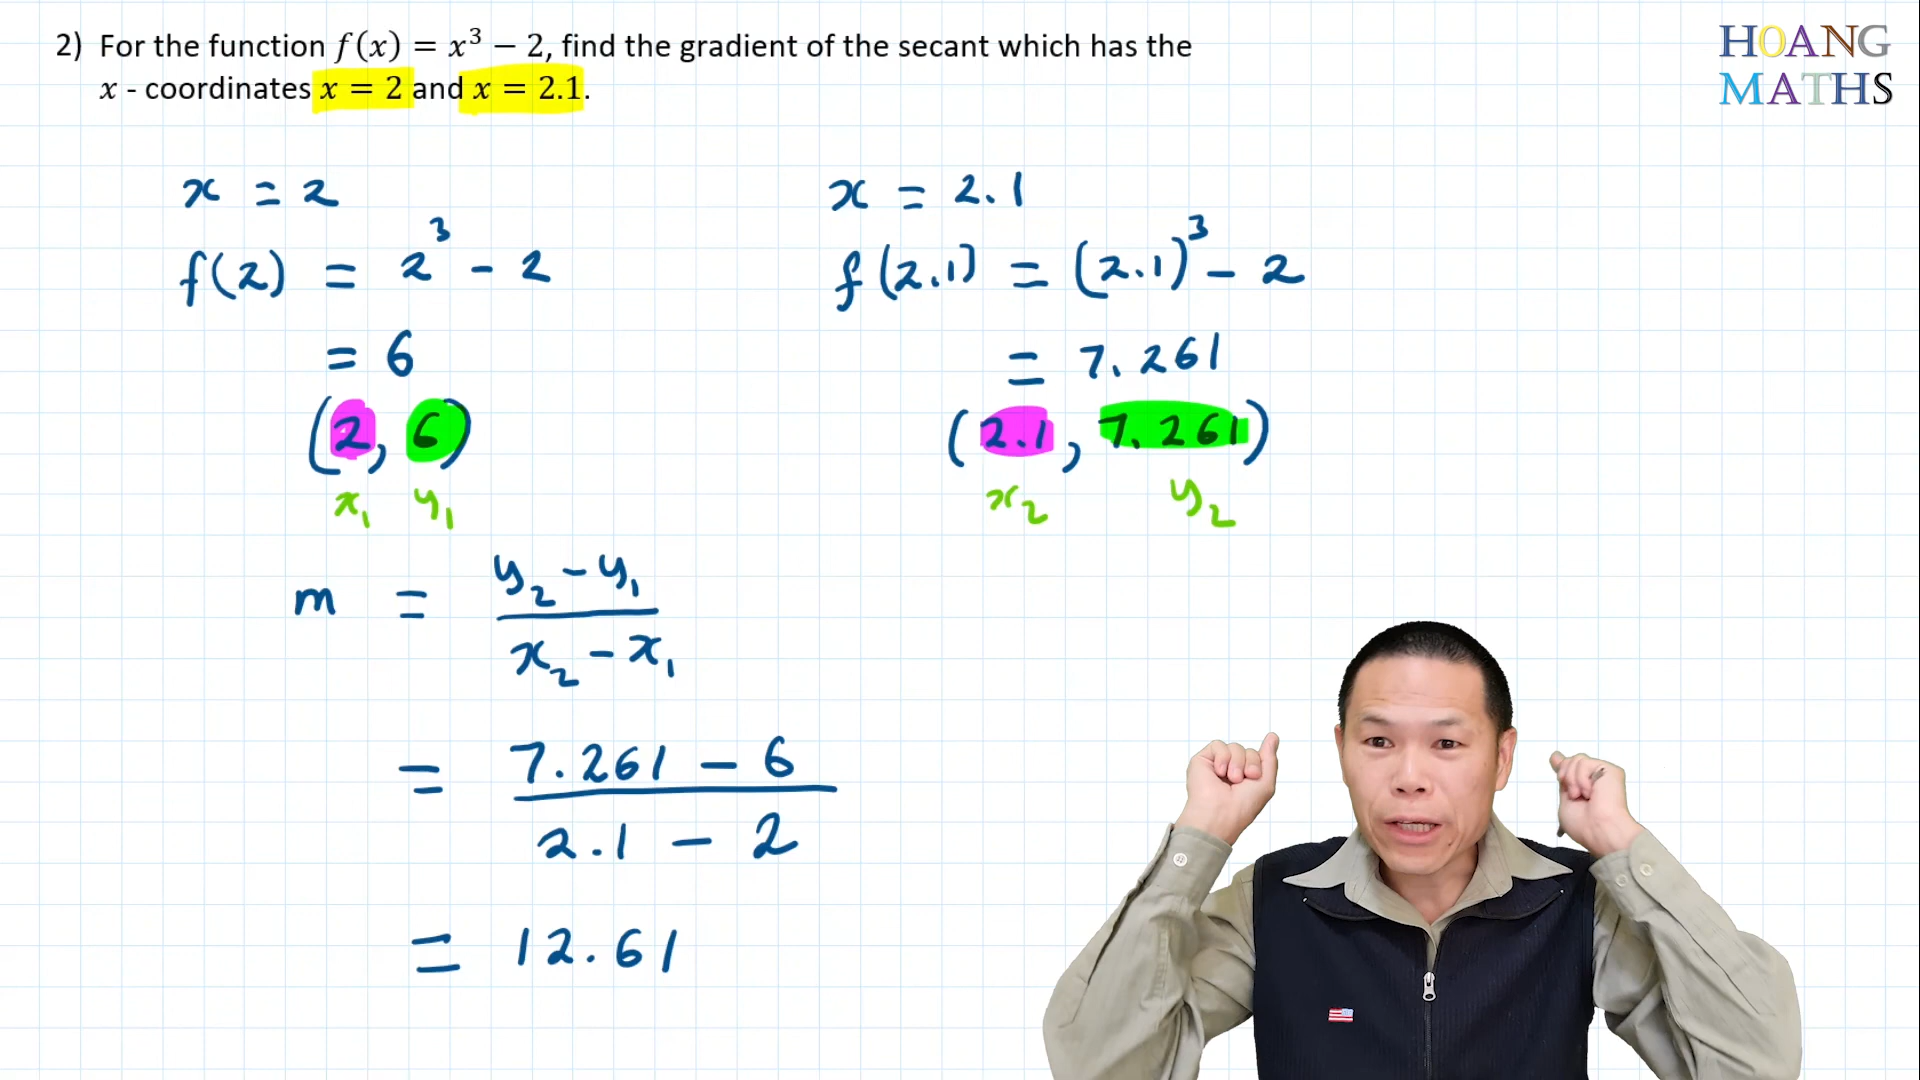 2) For the function f(x) = x³ − 2, find the gradient of the secant which has the
x - coordinates x = 2 and x = 2.1.
HOANG
MATHS
x = 2
f(2) = 2³ - 2
= 6
(2, 6)
x₁ y₁
x = 2.1
f(2.1) = (2.1)³ - 2
= 7.261
(2.1, 7.261)
x₂ y₂
m = (y₂ - y₁)/(x₂ - x₁)
= (7.261 - 6)/(2.1 - 2)
= 12.61